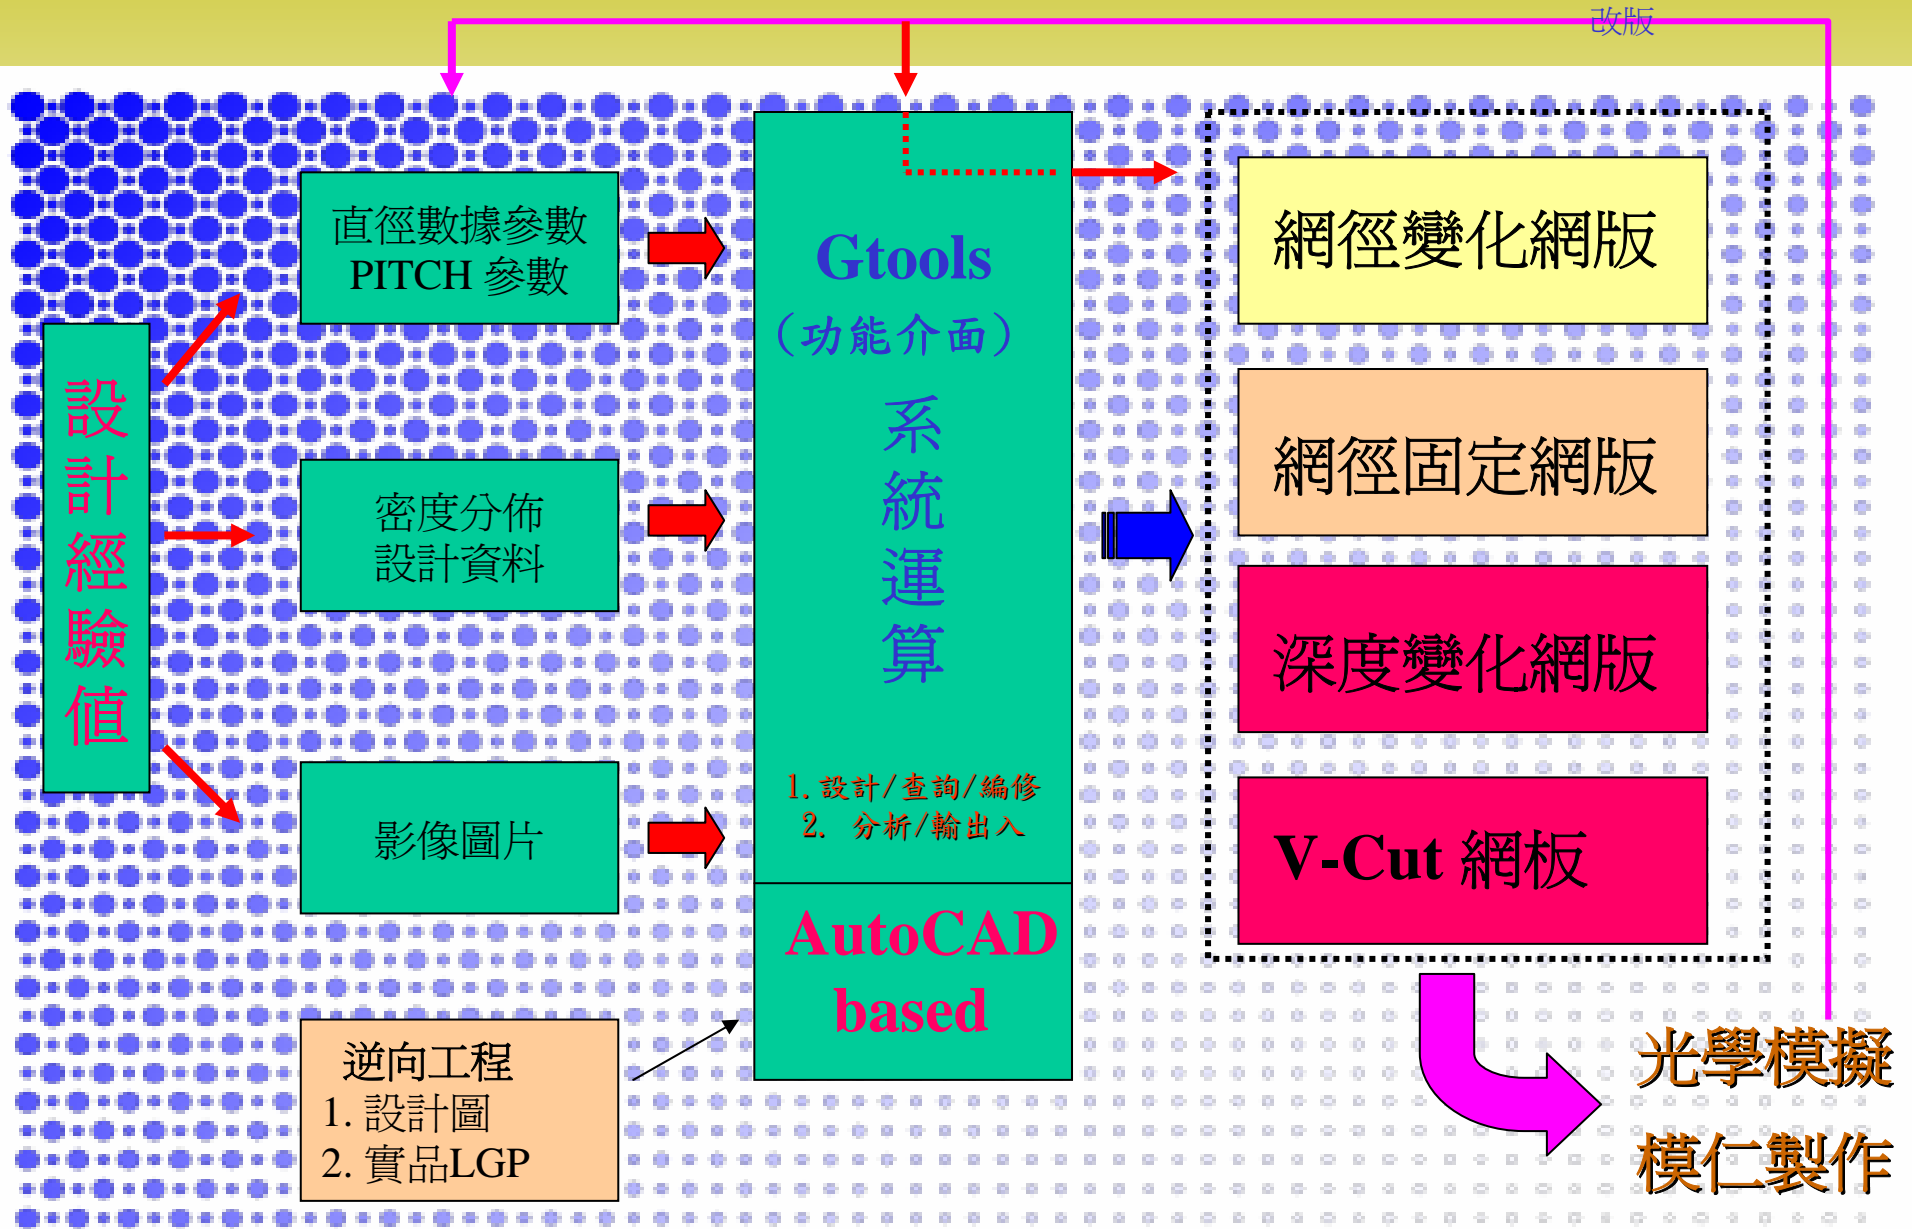 改版
設
計
經
驗
值
直徑數據參數
PITCH 參數
密度分佈
設計資料
影像圖片
逆向工程
1. 設計圖
2. 實品LGP
Gtools
(功能介面)
系
統
運
算
1. 設計/查詢/編修
2. 分析/輸出入
AutoCAD
based
網徑變化網版
網徑固定網版
深度變化網版
V-Cut 網板
光學模擬
模仁製作